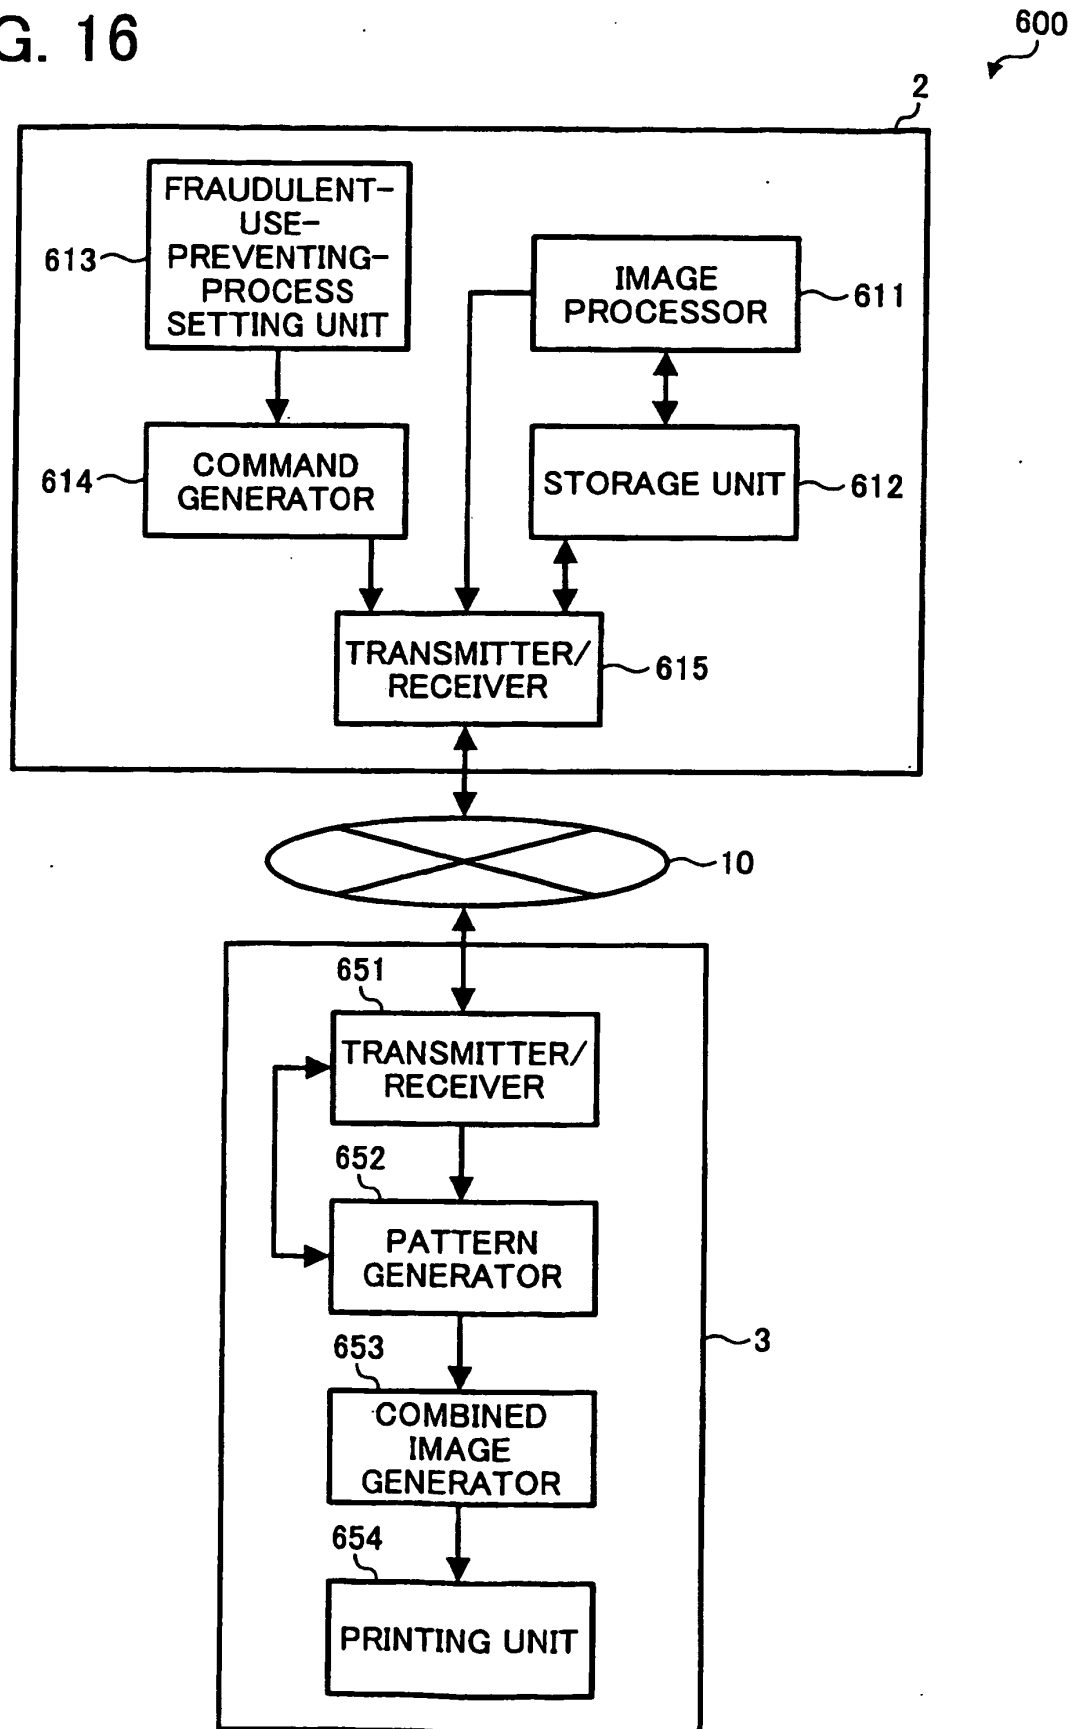 G. 16
600
2
FRAUDULENT-
USE-
PREVENTING-
PROCESS
SETTING UNIT
613
IMAGE
PROCESSOR
611
COMMAND
GENERATOR
614
STORAGE UNIT
612
TRANSMITTER/
RECEIVER
615
10
651
TRANSMITTER/
RECEIVER
652
PATTERN
GENERATOR
3
653
COMBINED
IMAGE
GENERATOR
654
PRINTING UNIT